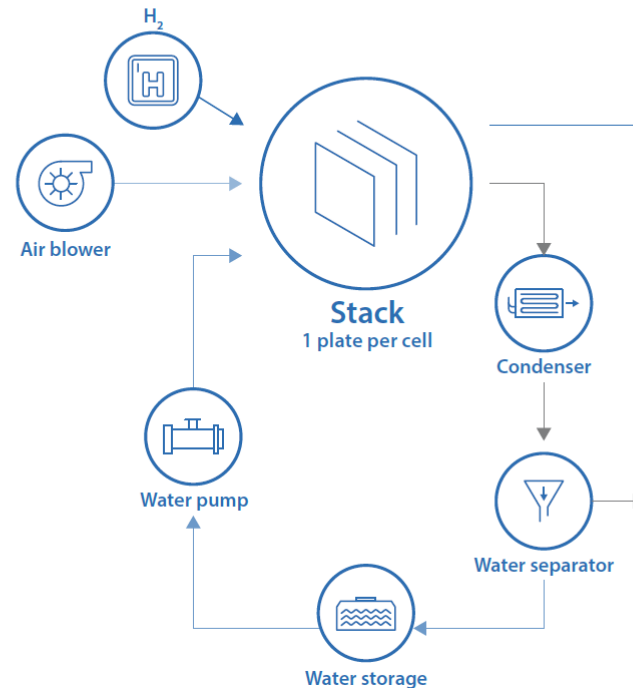 H₂
H
Air blower
Stack
1 plate per cell
Condenser
Water pump
Water separator
Water storage